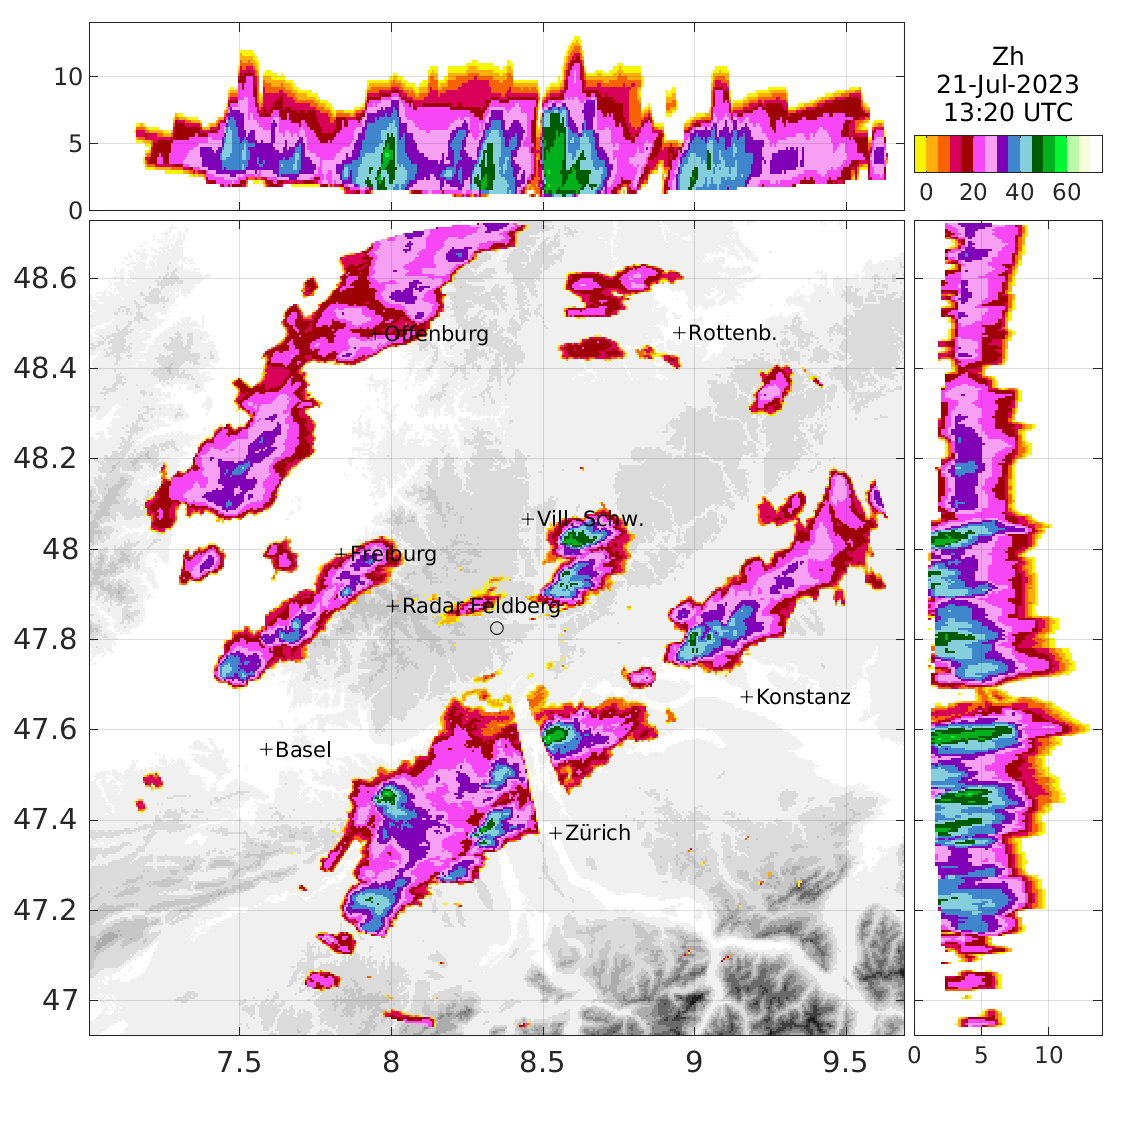 10
5
0
Zh
21-Jul-2023
13:20 UTC
0 20 40 60
48.6
Offenburg
Rottenb.
48.4
48.2
Vill.-Schw.
48
Freiburg
Radar Feldberg
47.8
Konstanz
47.6
Basel
47.4
Zürich
47.2
47
7.5 8 8.5 9 9.5
0 5 10